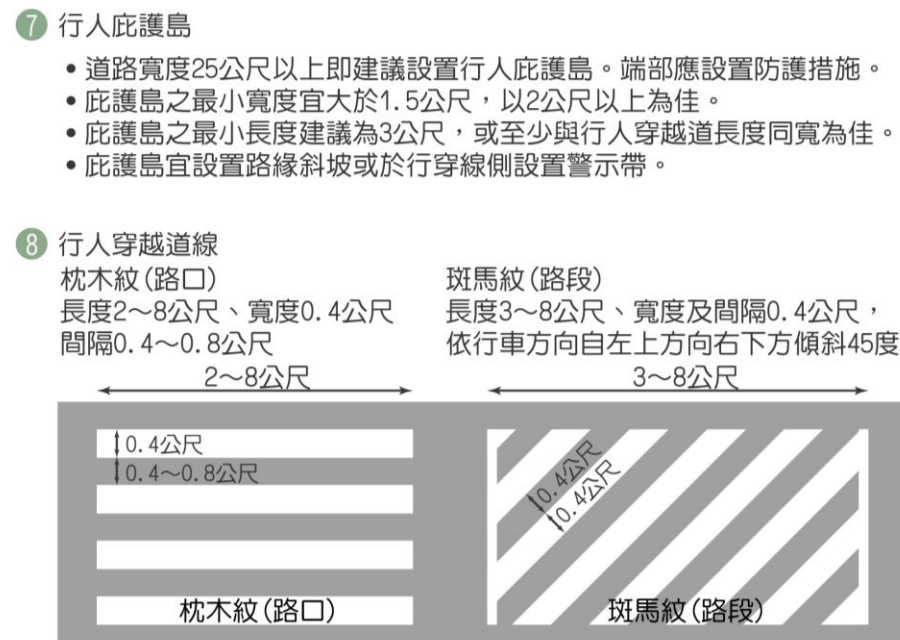 7 行人庇護島
• 道路寬度25公尺以上即建議設置行人庇護島。端部應設置防護措施。
• 庇護島之最小寬度宜大於1.5公尺，以2公尺以上為佳。
• 庇護島之最小長度建議為3公尺，或至少與行人穿越道長度同寬為佳。
• 庇護島宜設置路緣斜坡或於行穿線側設置警示帶。
8 行人穿越道線
枕木紋(路口)
長度2～8公尺、寬度0.4公尺
間隔0.4～0.8公尺
2～8公尺
0.4公尺
0.4～0.8公尺
枕木紋(路口)
斑馬紋(路段)
長度3～8公尺、寬度及間隔0.4公尺，
依行車方向自左上方向右下方傾斜45度
3～8公尺
0.4公尺
0.4公尺
斑馬紋(路段)